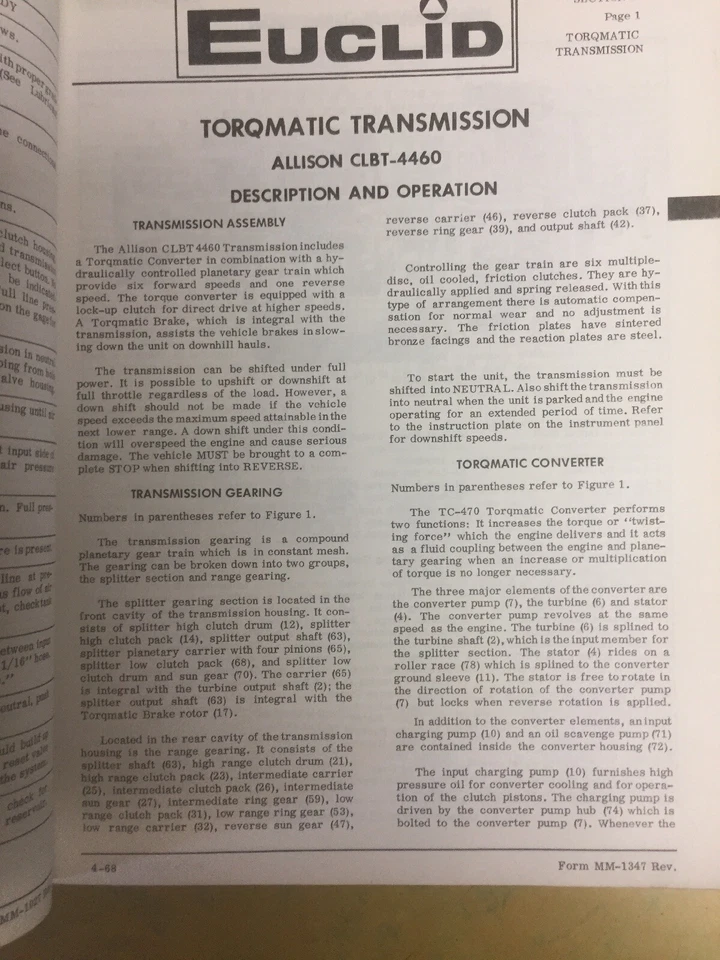 EUCLID
Page 1
TORQMATIC
TRANSMISSION
TORQMATIC TRANSMISSION
ALLISON CLBT-4460
DESCRIPTION AND OPERATION
TRANSMISSION ASSEMBLY
The Allison CLBT 4460 Transmission includes
a Torqmatic Converter in combination with a hy-
draulically controlled planetary gear train which
provide six forward speeds and one reverse
speed. The torque converter is equipped with a
lock-up clutch for direct drive at higher speeds.
A Torqmatic Brake, which is integral with the
transmission, assists the vehicle brakes in slow-
ing down the unit on downhill hauls.
The transmission can be shifted under full
power. It is possible to upshift or downshift at
full throttle regardless of the load. However, a
down shift should not be made if the vehicle
speed exceeds the maximum speed attainable in the
next lower range. A down shift under this condi-
tion will overspeed the engine and cause serious
damage. The vehicle MUST be brought to a com-
plete STOP when shifting into REVERSE.
TRANSMISSION GEARING
Numbers in parentheses refer to Figure 1.
The transmission gearing is a compound
planetary gear train which is in constant mesh.
The gearing can be broken down into two groups,
the splitter section and range gearing.
The splitter gearing section is located in the
front cavity of the transmission housing. It con-
sists of splitter high clutch drum (12), splitter
high clutch pack (14), splitter output shaft (63),
splitter planetary carrier with four pinions (65),
splitter low clutch pack (68), and splitter low
clutch drum and sun gear (70). The carrier (65)
is integral with the turbine output shaft (2); the
splitter output shaft (63) is integral with the
Torqmatic Brake rotor (17).
Located in the rear cavity of the transmission
housing is the range gearing. It consists of the
splitter shaft (63), high range clutch drum (21),
high range clutch pack (23), intermediate carrier
(25), intermediate clutch pack (26), intermediate
sun gear (27), intermediate ring gear (59), low
range clutch pack (31), low range ring gear (53),
low range carrier (32), reverse sun gear (47),
reverse carrier (46), reverse clutch pack (37),
reverse ring gear (39), and output shaft (42).
Controlling the gear train are six multiple-
disc, oil cooled, friction clutches. They are hy-
draulically applied and spring released. With this
type of arrangement there is automatic compen-
sation for normal wear and no adjustment is
necessary. The friction plates have sintered
bronze facings and the reaction plates are steel.
To start the unit, the transmission must be
shifted into NEUTRAL. Also shift the transmission
into neutral when the unit is parked and the engine
operating for an extended period of time. Refer
to the instruction plate on the instrument panel
for downshift speeds.
TORQMATIC CONVERTER
Numbers in parentheses refer to Figure 1.
The TC-470 Torqmatic Converter performs
two functions: It increases the torque or "twist-
ing force" which the engine delivers and it acts
as a fluid coupling between the engine and plane-
tary gearing when an increase or multiplication
of torque is no longer necessary.
The three major elements of the converter are
the converter pump (7), the turbine (6) and stator
(4). The converter pump revolves at the same
speed as the engine. The turbine (6) is splined to
the turbine shaft (2), which is the input member for
the splitter section. The stator (4) rides on a
roller race (78) which is splined to the converter
ground sleeve (11). The stator is free to rotate in
the direction of rotation of the converter pump
(7) but locks when reverse rotation is applied.
In addition to the converter elements, an input
charging pump (10) and an oil scavenge pump (71)
are contained inside the converter housing (72).
The input charging pump (10) furnishes high
pressure oil for converter cooling and for opera-
tion of the clutch pistons. The charging pump is
driven by the converter pump hub (74) which is
bolted to the converter pump (7). Whenever the
4-68
Form MM-1347 Rev.